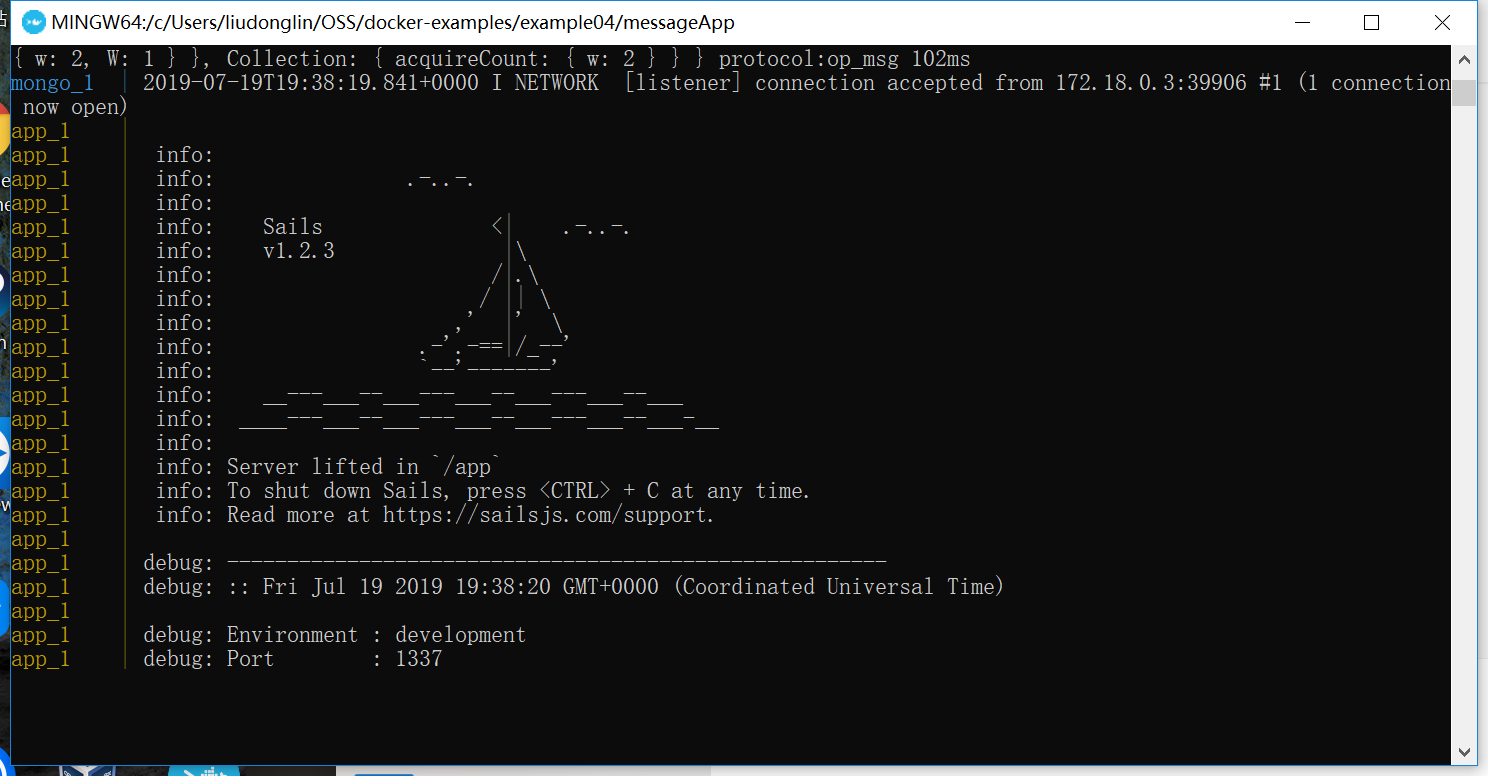 MINGW64:/c/Users/liudonglin/OSS/docker-examples/example04/messageApp
{ w: 2, W: 1 } }, Collection: { acquireCount: { w: 2 } } } protocol:op_msg 102ms
mongo_1  | 2019-07-19T19:38:19.841+0000 I NETWORK  [listener] connection accepted from 172.18.0.3:39906 #1 (1 connection
 now open)
app_1    |
app_1    |  info:
app_1    |  info:                .-..-.
app_1    |  info:
app_1    |  info:    Sails              <|    .-..-.
app_1    |  info:    v1.2.3              |\
app_1    |  info:                       /|.\
app_1    |  info:                      / || \
app_1    |  info:                    ,'  |'  \
app_1    |  info:                 .-'.-==|/_--'
app_1    |  info:                 `--'-------'
app_1    |  info:    __---___--___---___--___---___--___
app_1    |  info:  ____---___--___---___--___---___--___-__
app_1    |  info:
app_1    |  info: Server lifted in `/app`
app_1    |  info: To shut down Sails, press <CTRL> + C at any time.
app_1    |  info: Read more at https://sailsjs.com/support.
app_1    |
app_1    | debug: -------------------------------------------------------
app_1    | debug: :: Fri Jul 19 2019 19:38:20 GMT+0000 (Coordinated Universal Time)
app_1    |
app_1    | debug: Environment : development
app_1    | debug: Port        : 1337